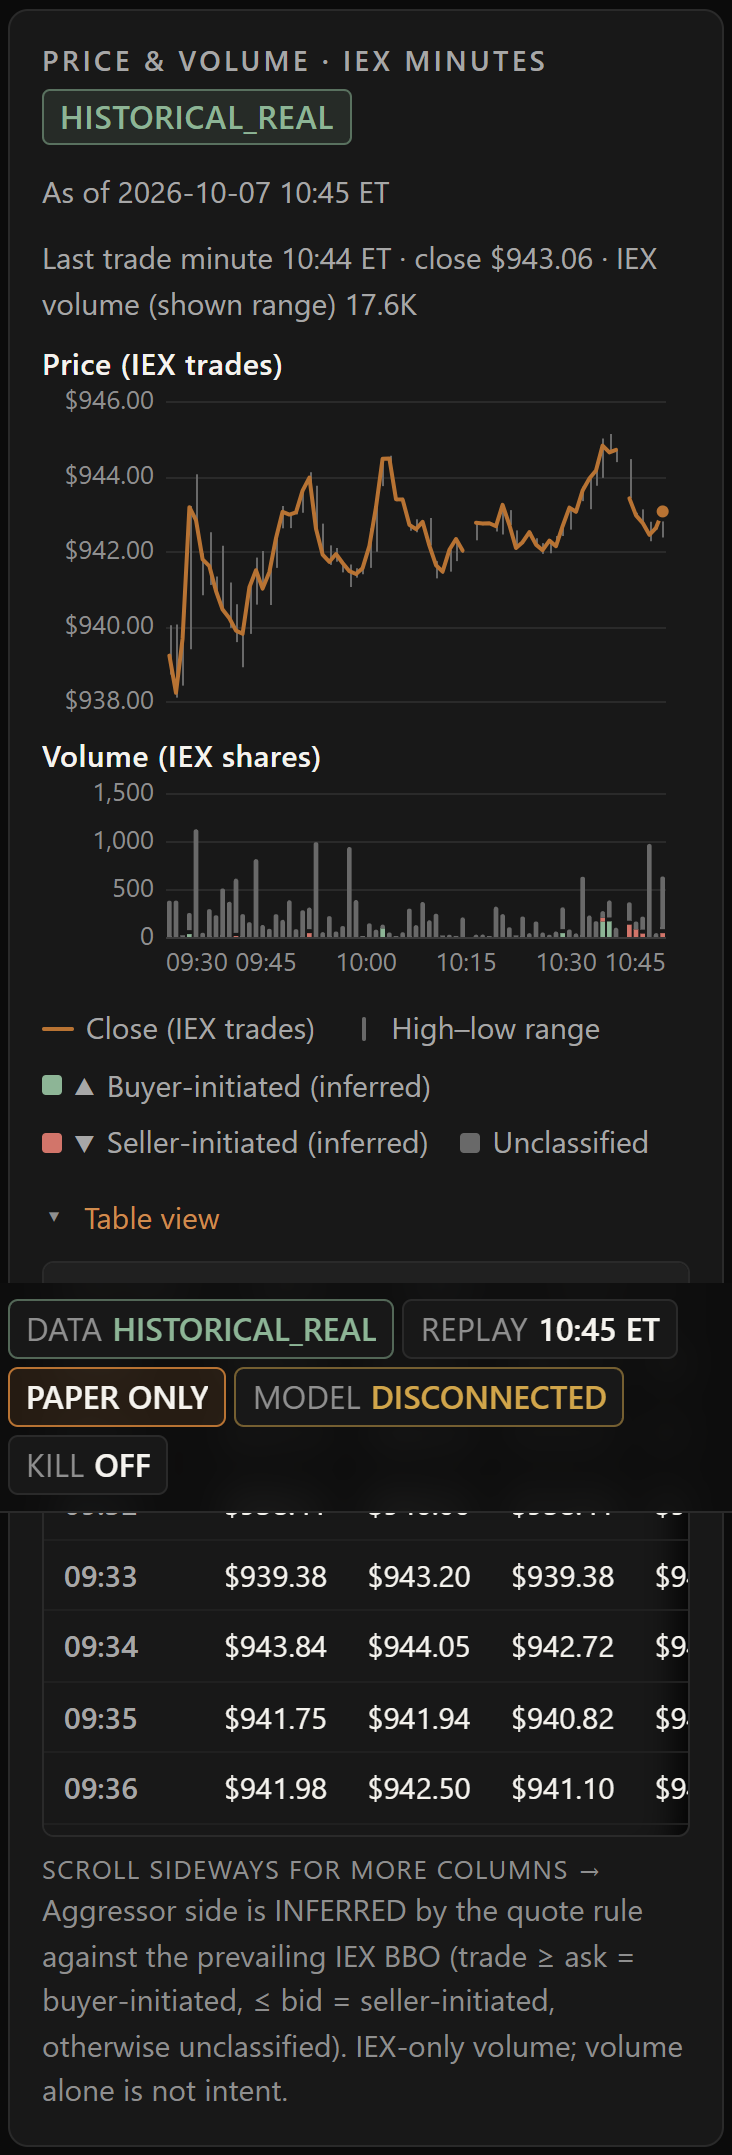 PRICE & VOLUME · IEX MINUTES
HISTORICAL_REAL
As of 2026-10-07 10:45 ET
Last trade minute 10:44 ET · close $943.06 · IEX
volume (shown range) 17.6K
Price (IEX trades)
$946.00
$944.00
$942.00
$940.00
$938.00
Volume (IEX shares)
1,500
1,000
500
0
09:30 09:45 10:00 10:15 10:30 10:45
Close (IEX trades) High–low range
▲ Buyer-initiated (inferred)
▼ Seller-initiated (inferred) Unclassified
▾ Table view
DATA HISTORICAL_REAL REPLAY 10:45 ET
PAPER ONLY MODEL DISCONNECTED
KILL OFF
09:33 $939.38 $943.20 $939.38 $9
09:34 $943.84 $944.05 $942.72 $9
09:35 $941.75 $941.94 $940.82 $9
09:36 $941.98 $942.50 $941.10 $9
SCROLL SIDEWAYS FOR MORE COLUMNS →
Aggressor side is INFERRED by the quote rule
against the prevailing IEX BBO (trade ≥ ask =
buyer-initiated, ≤ bid = seller-initiated,
otherwise unclassified). IEX-only volume; volume
alone is not intent.